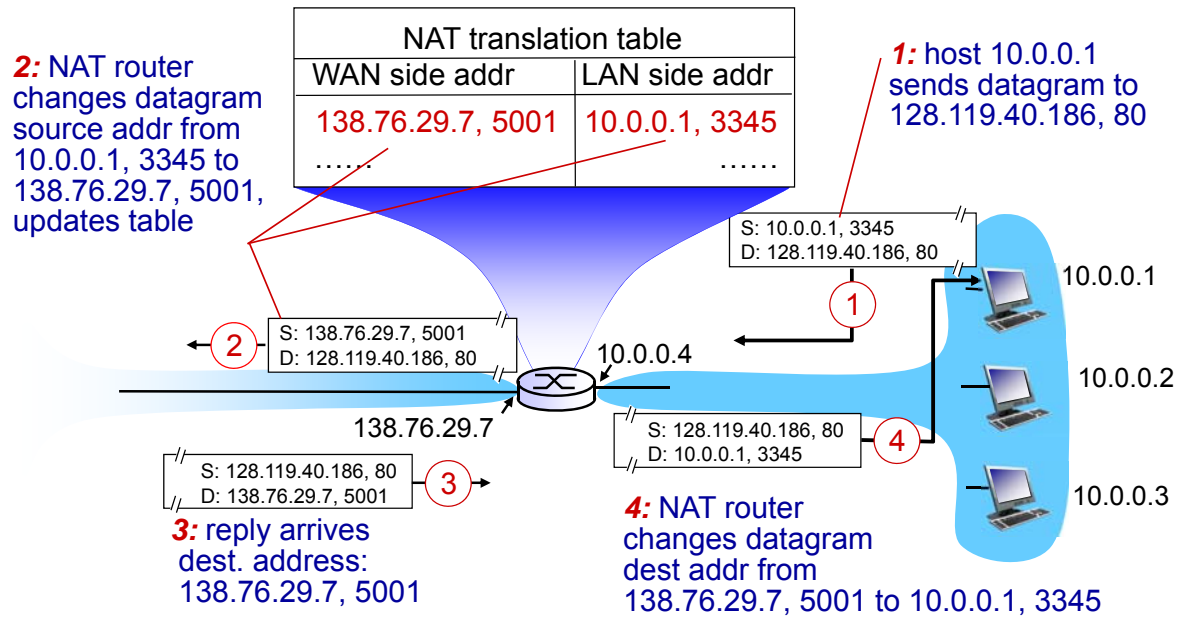 NAT translation table
WAN side addr LAN side addr
138.76.29.7, 5001 10.0.0.1, 3345
…… ……
2: NAT router
changes datagram
source addr from
10.0.0.1, 3345 to
138.76.29.7, 5001,
updates table
1: host 10.0.0.1
sends datagram to
128.119.40.186, 80
S: 10.0.0.1, 3345
D: 128.119.40.186, 80
1
10.0.0.1
2
S: 138.76.29.7, 5001
D: 128.119.40.186, 80
10.0.0.4
10.0.0.2
138.76.29.7
S: 128.119.40.186, 80
D: 10.0.0.1, 3345
4
S: 128.119.40.186, 80
D: 138.76.29.7, 5001
3
10.0.0.3
3: reply arrives
dest. address:
138.76.29.7, 5001
4: NAT router
changes datagram
dest addr from
138.76.29.7, 5001 to 10.0.0.1, 3345